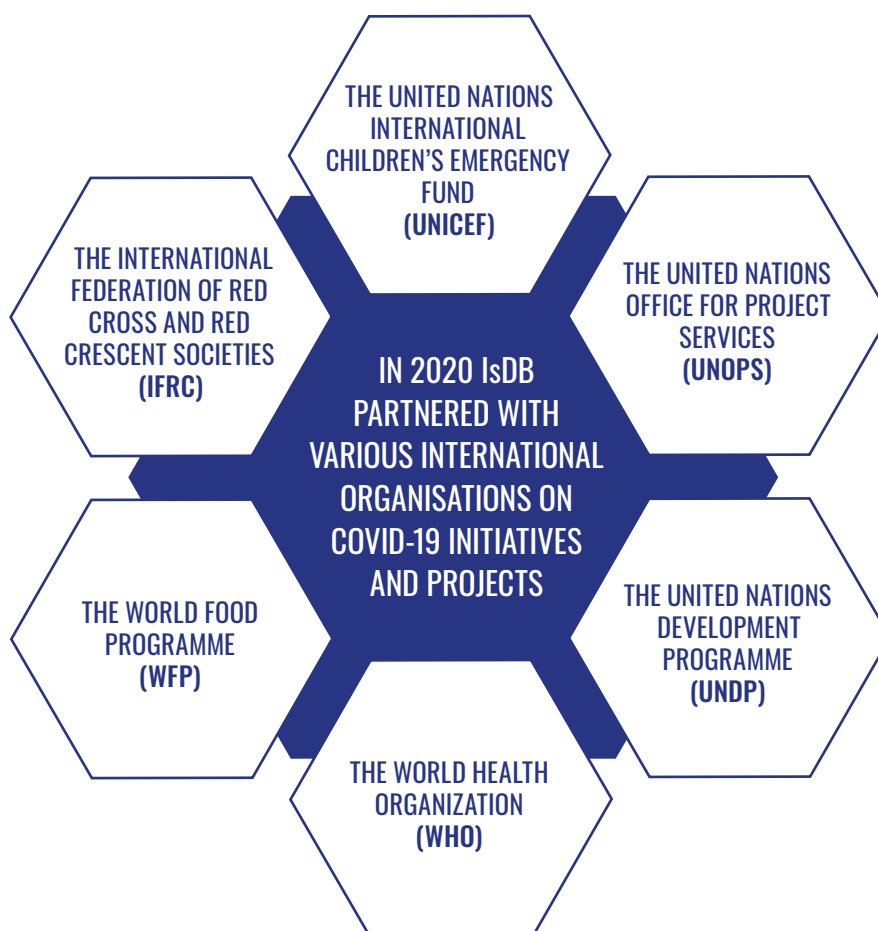 THE UNITED NATIONS
INTERNATIONAL
CHILDREN’S EMERGENCY
FUND
(UNICEF)
THE INTERNATIONAL
FEDERATION OF RED
CROSS AND RED
CRESCENT SOCIETIES
(IFRC)
THE UNITED NATIONS
OFFICE FOR PROJECT
SERVICES
(UNOPS)
IN 2020 IsDB
PARTNERED WITH
VARIOUS INTERNATIONAL
ORGANISATIONS ON
COVID-19 INITIATIVES
AND PROJECTS
THE WORLD FOOD
PROGRAMME
(WFP)
THE UNITED NATIONS
DEVELOPMENT
PROGRAMME
(UNDP)
THE WORLD HEALTH
ORGANIZATION
(WHO)